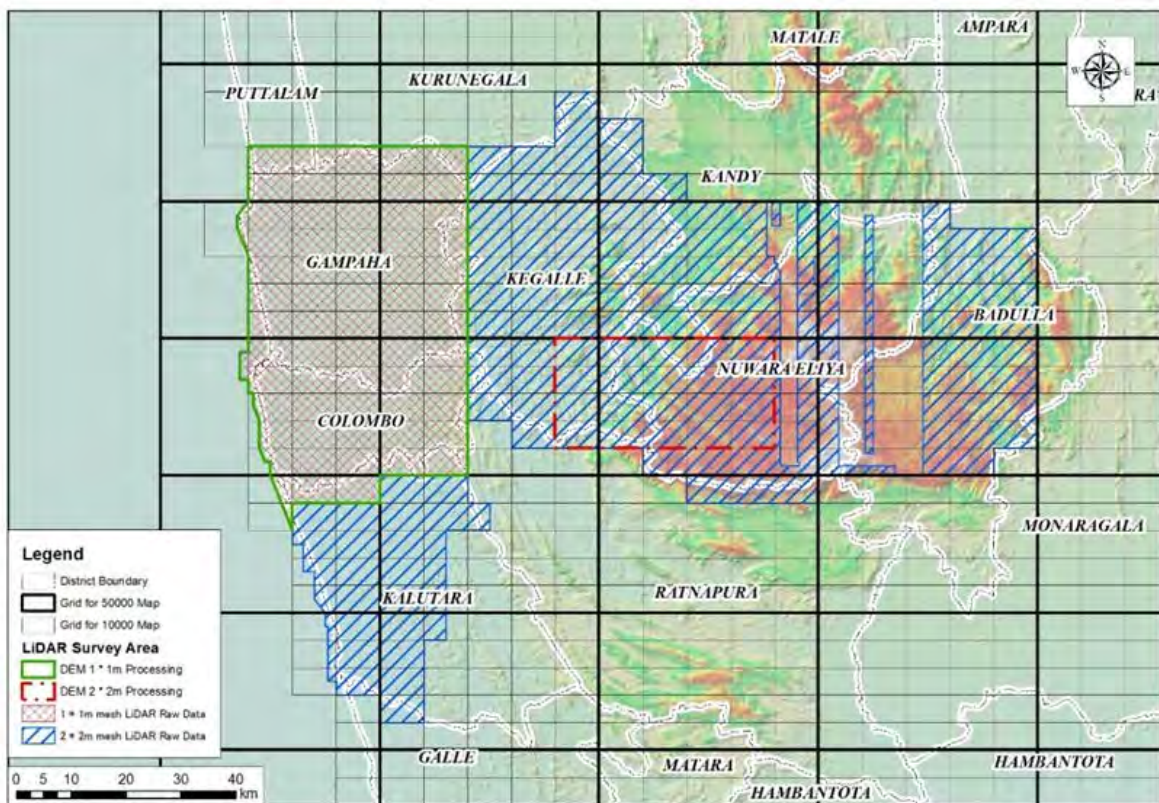 AMPARA
MATALE
N
W E
S
KURUNEGALA
PUTTALAM
RA
KANDY
GAMPAHA
KEGALLE
BADULLA
NUWARA ELIYA
COLOMBO
MONARAGALA
Legend
District Boundary
Grid for 50000 Map
Grid for 10000 Map
LiDAR Survey Area
DEM 1 * 1m Processing
DEM 2 * 2m Processing
1 * 1m mesh LiDAR Raw Data
2 * 2m mesh LiDAR Raw Data
KALUTARA
RATNAPURA
GALLE
MATARA
HAMBANTOTA
HAMBANTOTA
0 5 10 20 30 40
km